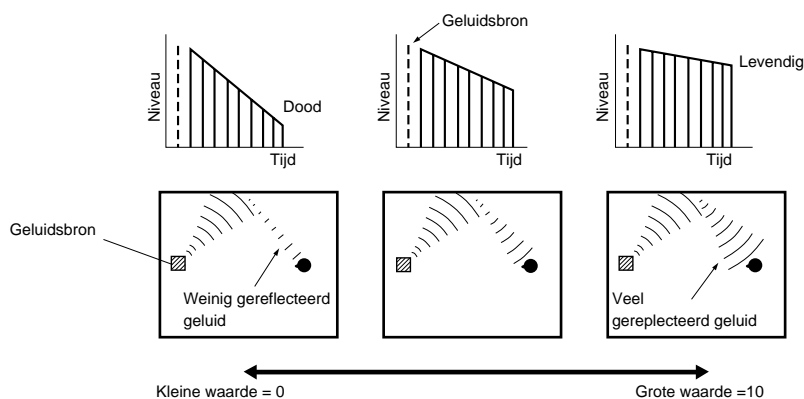 Geluidsbron
Niveau
Dood
Tijd
Niveau
Tijd
Niveau
Levendig
Tijd
Geluidsbron
Weinig gereflecteerd
geluid
Veel
gereplecteerd geluid
Kleine waarde = 0
Grote waarde =10